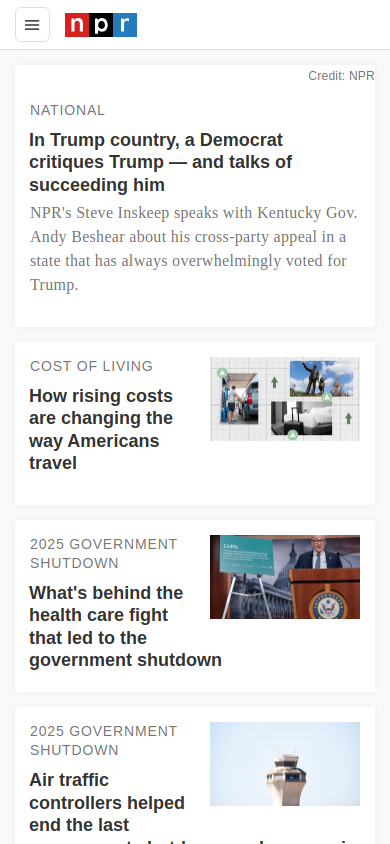 npr
Credit: NPR
NATIONAL
In Trump country, a Democrat
critiques Trump — and talks of
succeeding him
NPR's Steve Inskeep speaks with Kentucky Gov.
Andy Beshear about his cross-party appeal in a
state that has always overwhelmingly voted for
Trump.
COST OF LIVING
How rising costs
are changing the
way Americans
travel
2025 GOVERNMENT
SHUTDOWN
What's behind the
health care fight
that led to the
government shutdown
114%
2025 GOVERNMENT
SHUTDOWN
Air traffic
controllers helped
end the last